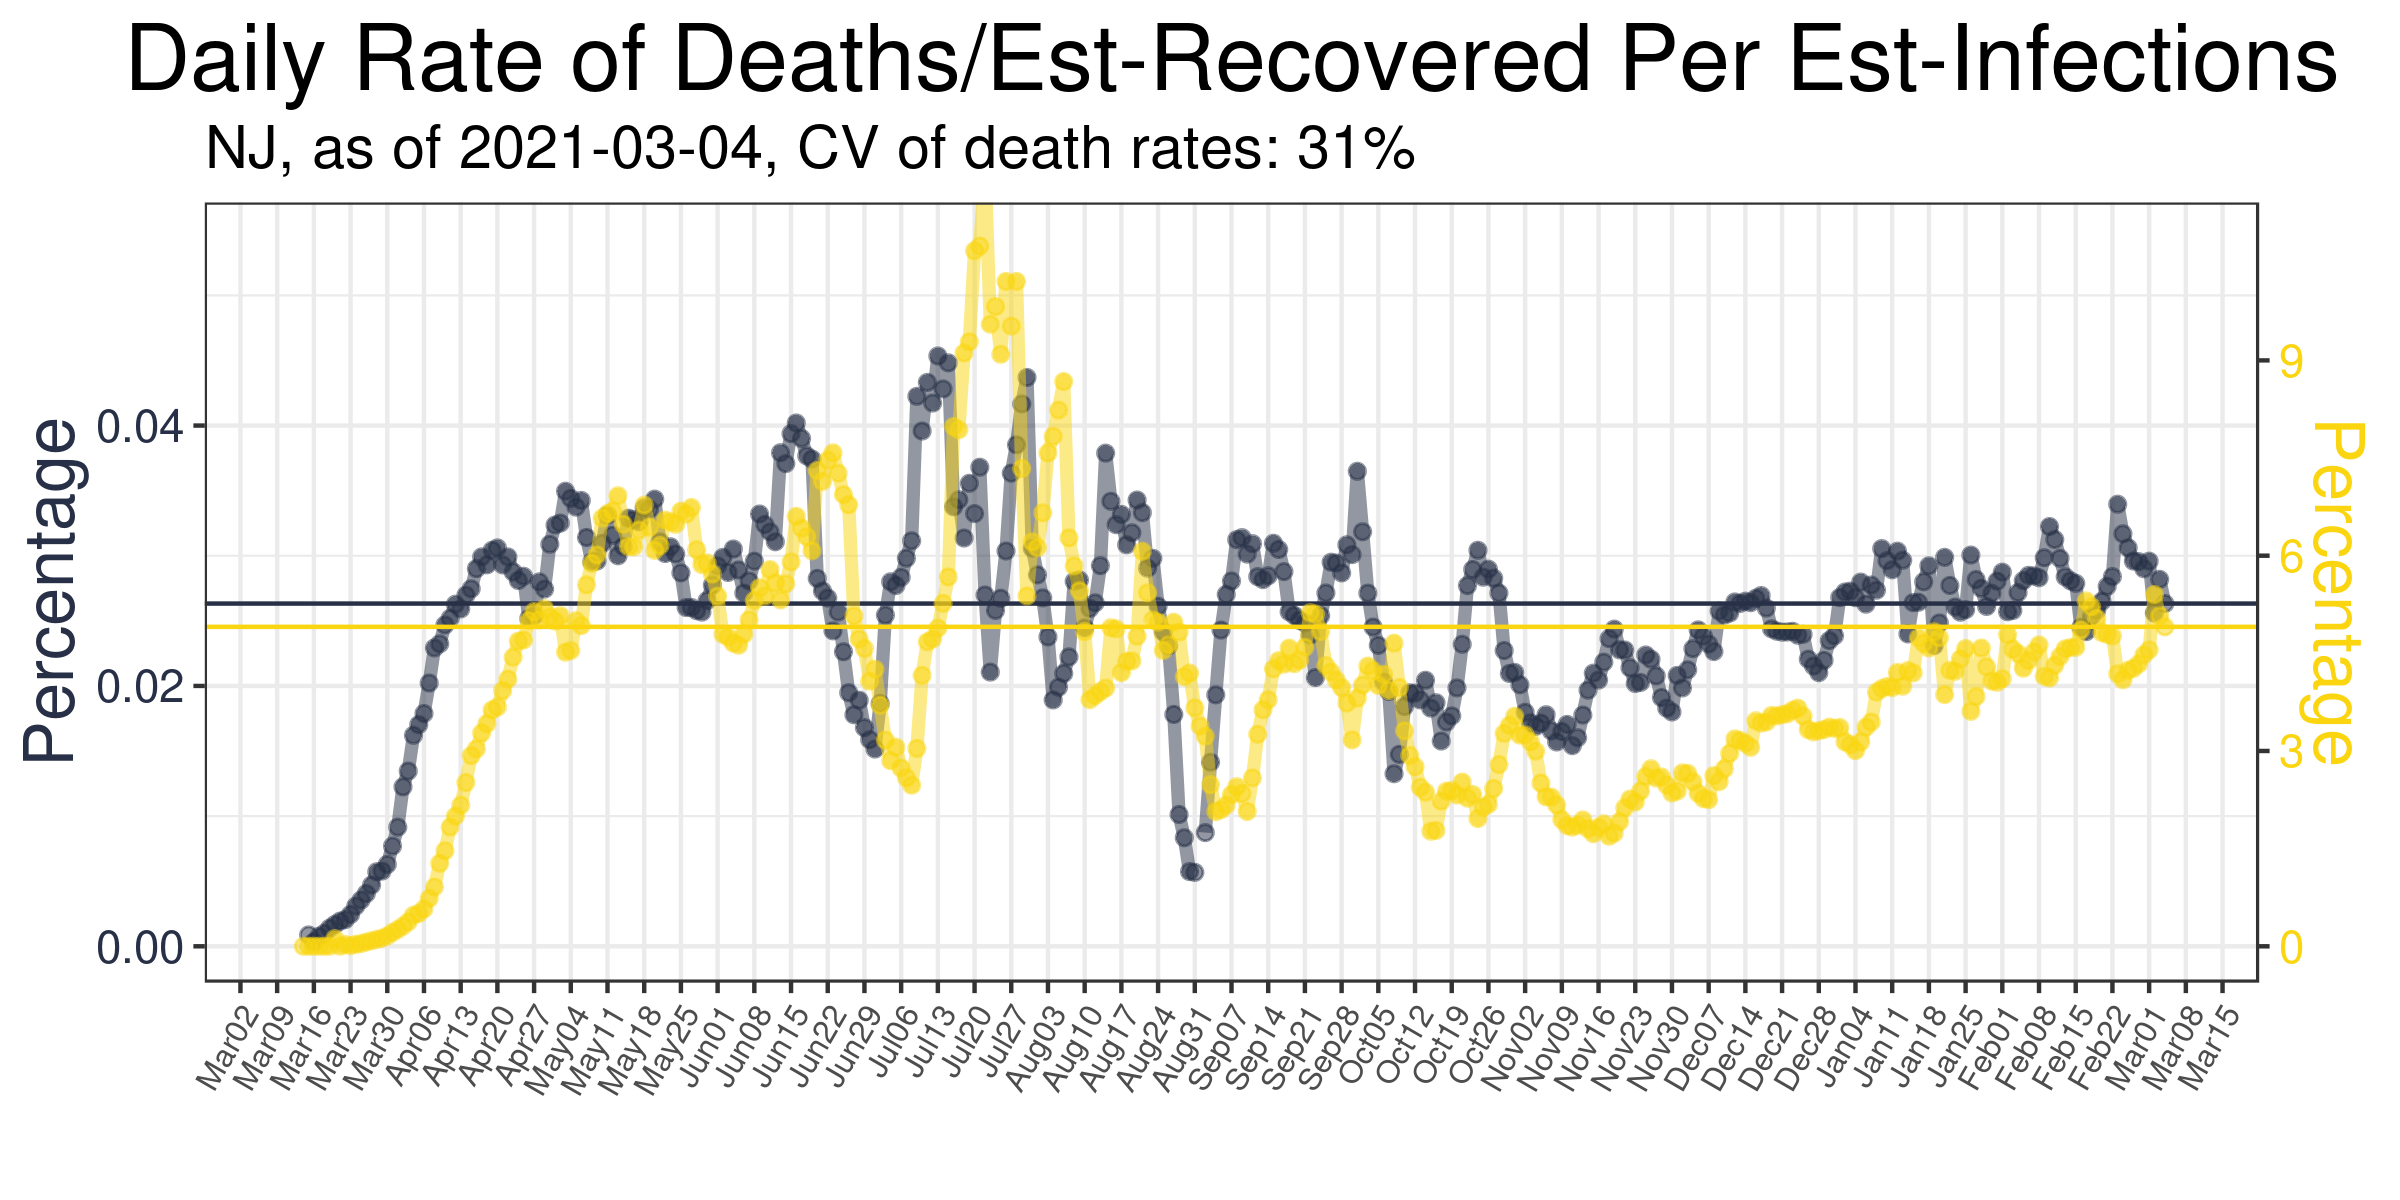 Daily Rate of Deaths/Est-Recovered Per Est-Infections
NJ, as of 2021-03-04, CV of death rates: 31%
Percentage
0.04
0.02
0.00
9
6
3
0
Percentage
Mar02
Mar09
Mar16
Mar23
Mar30
Apr06
Apr13
Apr20
Apr27
May04
May11
May18
May25
Jun01
Jun08
Jun15
Jun22
Jun29
Jul06
Jul13
Jul20
Jul27
Aug03
Aug10
Aug17
Aug24
Aug31
Sep07
Sep14
Sep21
Sep28
Oct05
Oct12
Oct19
Oct26
Nov02
Nov09
Nov16
Nov23
Nov30
Dec07
Dec14
Dec21
Dec28
Jan04
Jan11
Jan18
Jan25
Feb01
Feb08
Feb15
Feb22
Mar01
Mar08
Mar15